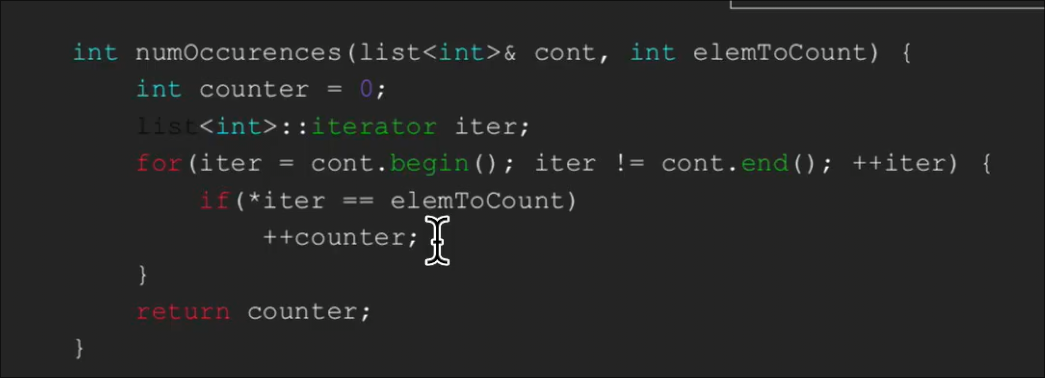 int numOccurences(list<int>& cont, int elemToCount) {
int counter = 0;
list<int>::iterator iter;
for(iter = cont.begin(); iter != cont.end(); ++iter) {
if(*iter == elemToCount)
++counter;
}
return counter;
}